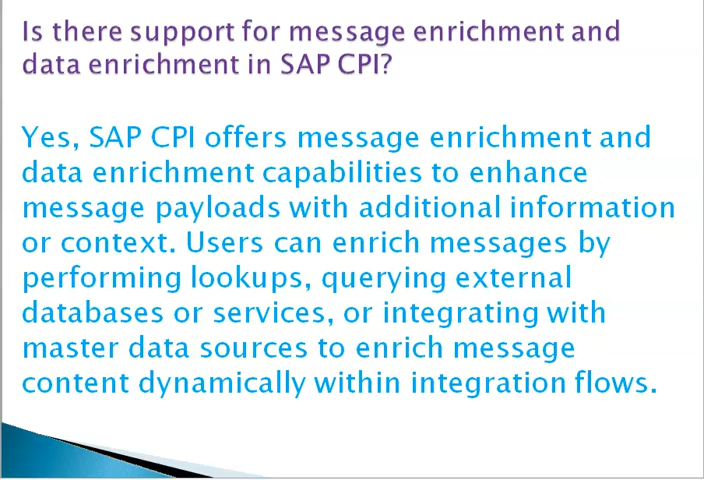 Is there support for message enrichment and
data enrichment in SAP CPI?
Yes, SAP CPI offers message enrichment and
data enrichment capabilities to enhance
message payloads with additional information
or context. Users can enrich messages by
performing lookups, querying external
databases or services, or integrating with
master data sources to enrich message
content dynamically within integration flows.